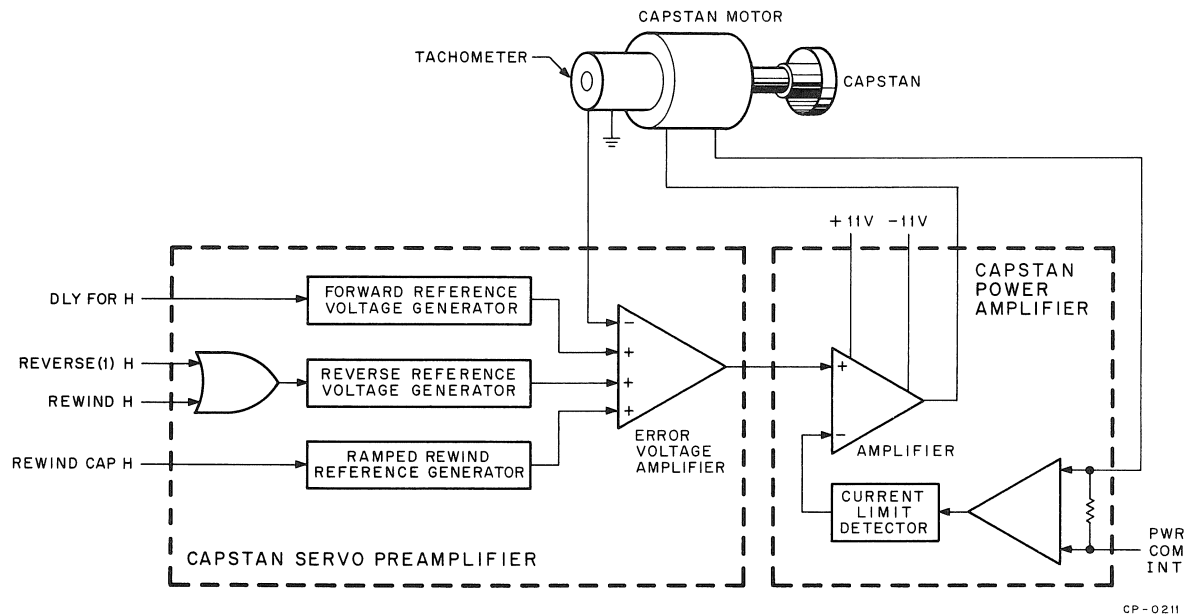 CAPSTAN MOTOR
TACHOMETER
CAPSTAN
+11V -11V
CAPSTAN
POWER
AMPLIFIER
DLY FOR H
FORWARD REFERENCE
VOLTAGE GENERATOR
REVERSE(1) H
REWIND H
REVERSE REFERENCE
VOLTAGE GENERATOR
REWIND CAP H
RAMPED REWIND
REFERENCE GENERATOR
-
+
+
+
ERROR
VOLTAGE
AMPLIFIER
+
-
AMPLIFIER
CURRENT
LIMIT
DETECTOR
PWR
COM
INT
CAPSTAN SERVO PREAMPLIFIER
CP-0211